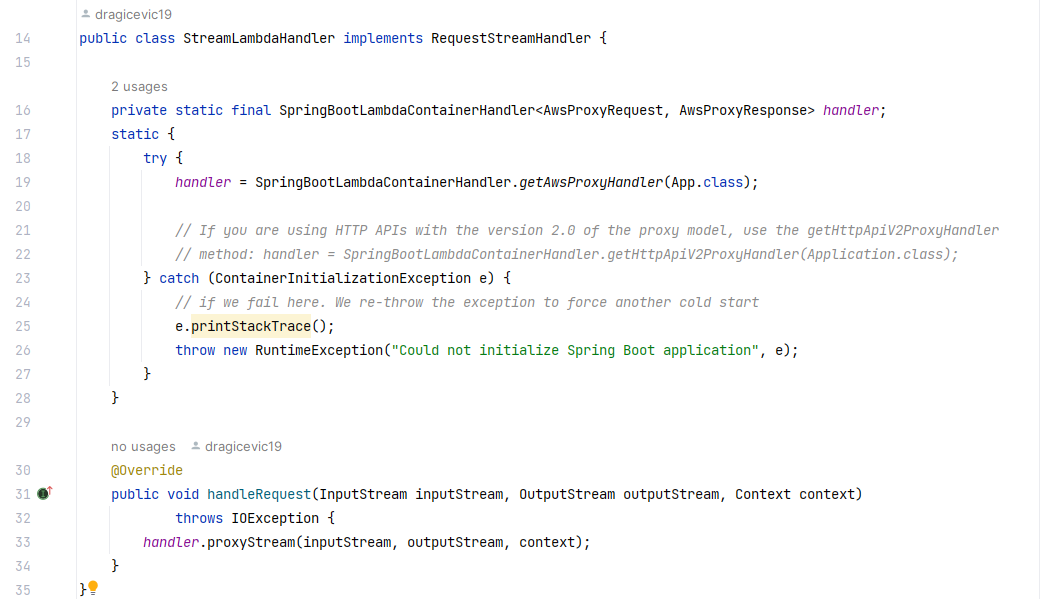 dragicevic19
14 public class StreamLambdaHandler implements RequestStreamHandler {
15
2 usages
16 private static final SpringBootLambdaContainerHandler<AwsProxyRequest, AwsProxyResponse> handler;
17 static {
18 try {
19 handler = SpringBootLambdaContainerHandler.getAwsProxyHandler(App.class);
20
21 // If you are using HTTP APIs with the version 2.0 of the proxy model, use the getHttpApiV2ProxyHandler
22 // method: handler = SpringBootLambdaContainerHandler.getHttpApiV2ProxyHandler(Application.class);
23 } catch (ContainerInitializationException e) {
24 // if we fail here. We re-throw the exception to force another cold start
25 e.printStackTrace();
26 throw new RuntimeException("Could not initialize Spring Boot application", e);
27 }
28 }
29
no usages dragicevic19
30 @Override
31 public void handleRequest(InputStream inputStream, OutputStream outputStream, Context context)
32 throws IOException {
33 handler.proxyStream(inputStream, outputStream, context);
34 }
35 }